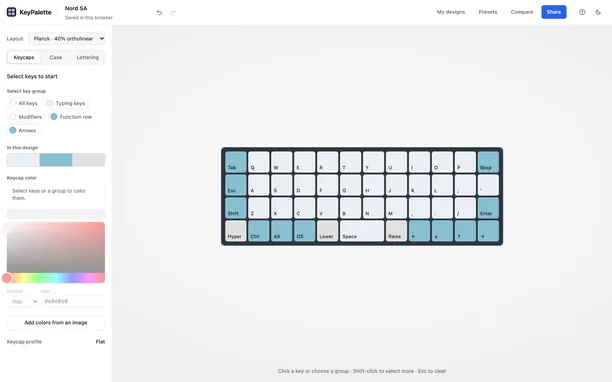 KeyPalette
Nord SA
Saved in this browser
My designs
Presets
Compare
Share
Layout
Planck · 40% ortholinear
Keycaps
Case
Lettering
Select keys to start
Select key group
All keys
Typing keys
Modifiers
Function row
Arrows
In this design
Keycap color
Select keys or a group to color
them.
Format
Hex
Hex
#c0c0c0
Add colors from an image
Keycap profile
Flat
Tab Q W E R T Y U I O P Bksp
Esc A S D F G H J K L ; '
Shift Z X C V B N M , . / Enter
Hyper Ctrl Alt OS Lower Space Raise ← ↓ ↑ →
Click a key or choose a group · Shift-click to select more · Esc to clear